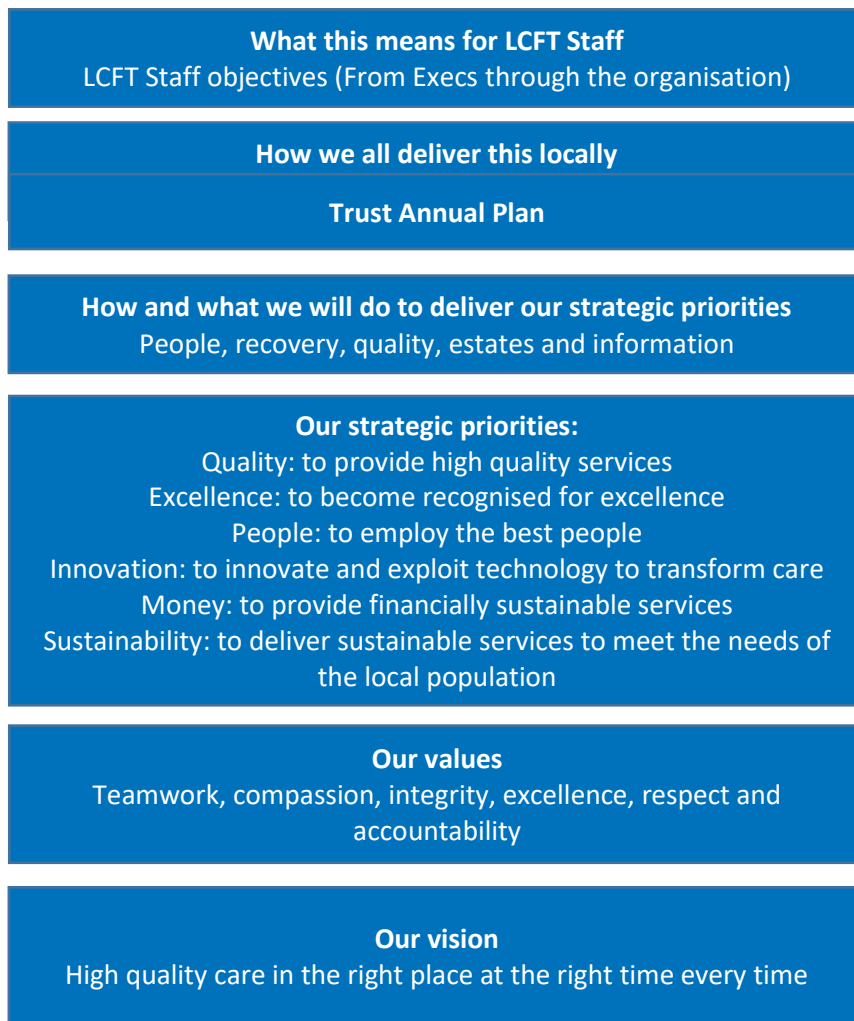 What this means for LCFT Staff
LCFT Staff objectives (From Execs through the organisation)
How we all deliver this locally
Trust Annual Plan
How and what we will do to deliver our strategic priorities
People, recovery, quality, estates and information
Our strategic priorities:
Quality: to provide high quality services
Excellence: to become recognised for excellence
People: to employ the best people
Innovation: to innovate and exploit technology to transform care
Money: to provide financially sustainable services
Sustainability: to deliver sustainable services to meet the needs of
the local population
Our values
Teamwork, compassion, integrity, excellence, respect and
accountability
Our vision
High quality care in the right place at the right time every time